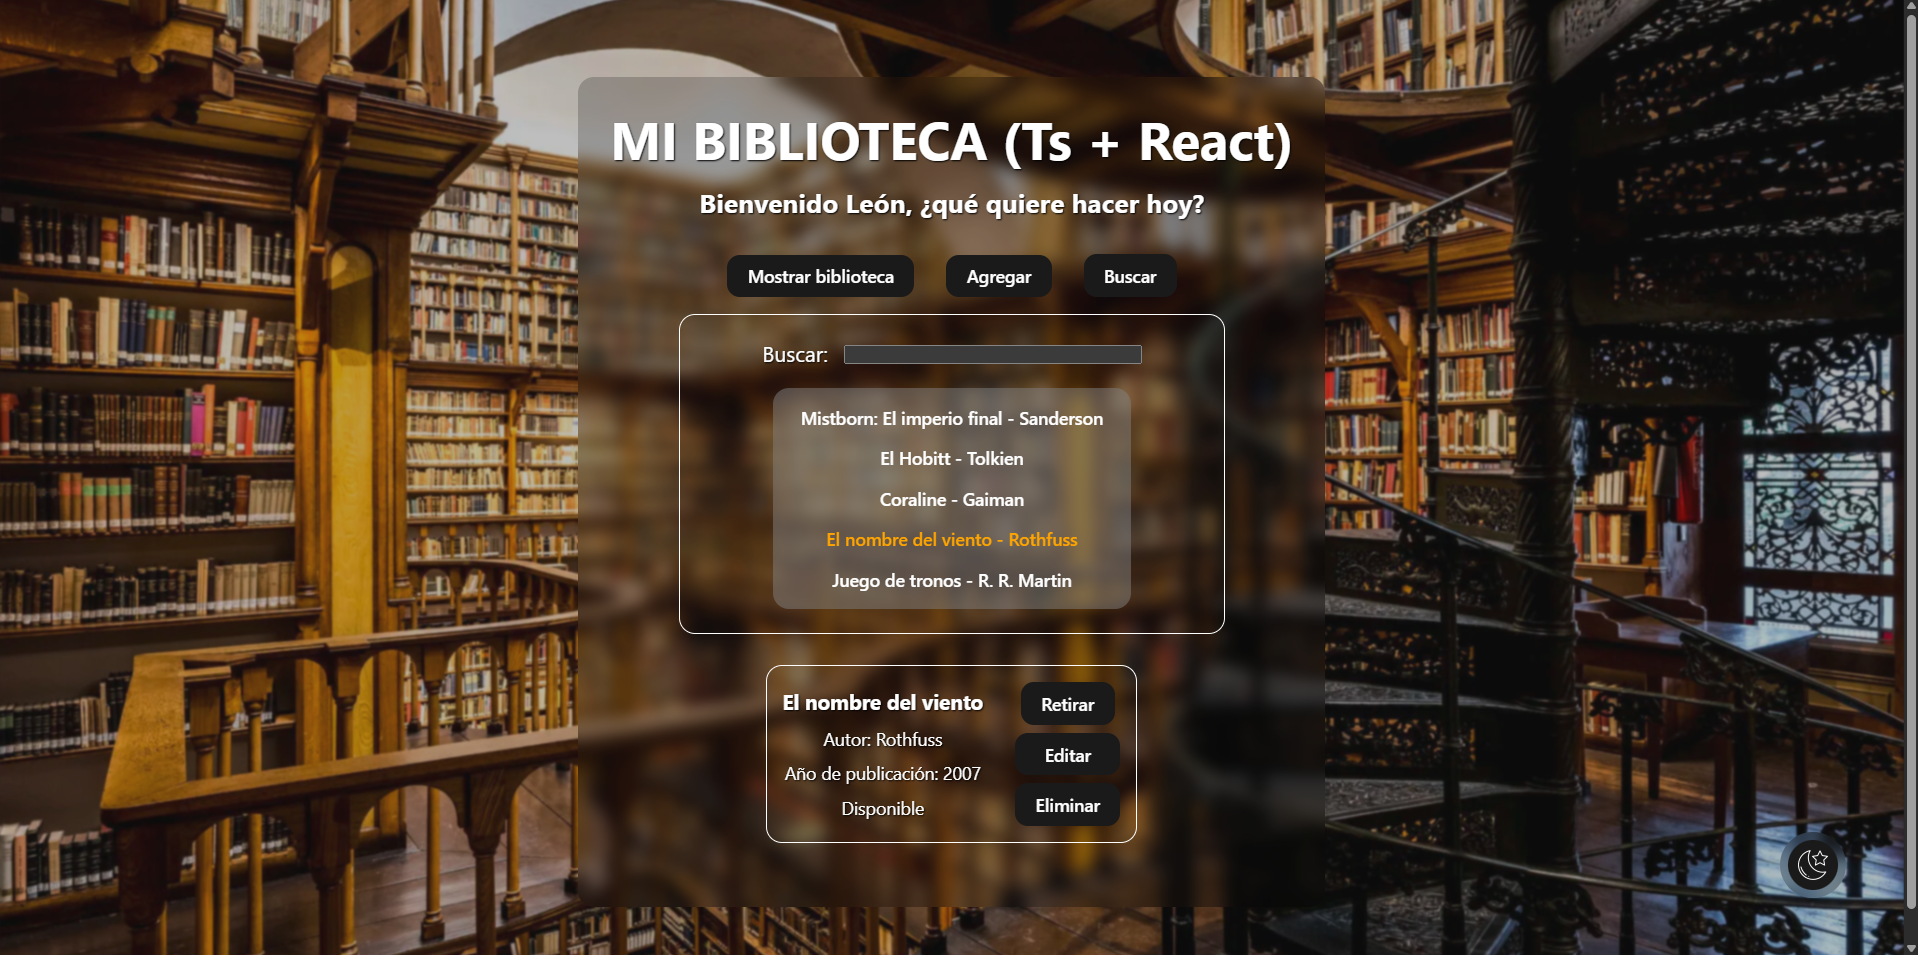 MI BIBLIOTECA (Ts + React)
Bienvenido León, ¿qué quiere hacer hoy?
Mostrar biblioteca
Agregar
Buscar
Buscar:
Mistborn: El imperio final - Sanderson
El Hobitt - Tolkien
Coraline - Gaiman
El nombre del viento - Rothfuss
Juego de tronos - R. R. Martin
El nombre del viento
Autor: Rothfuss
Año de publicación: 2007
Disponible
Retirar
Editar
Eliminar